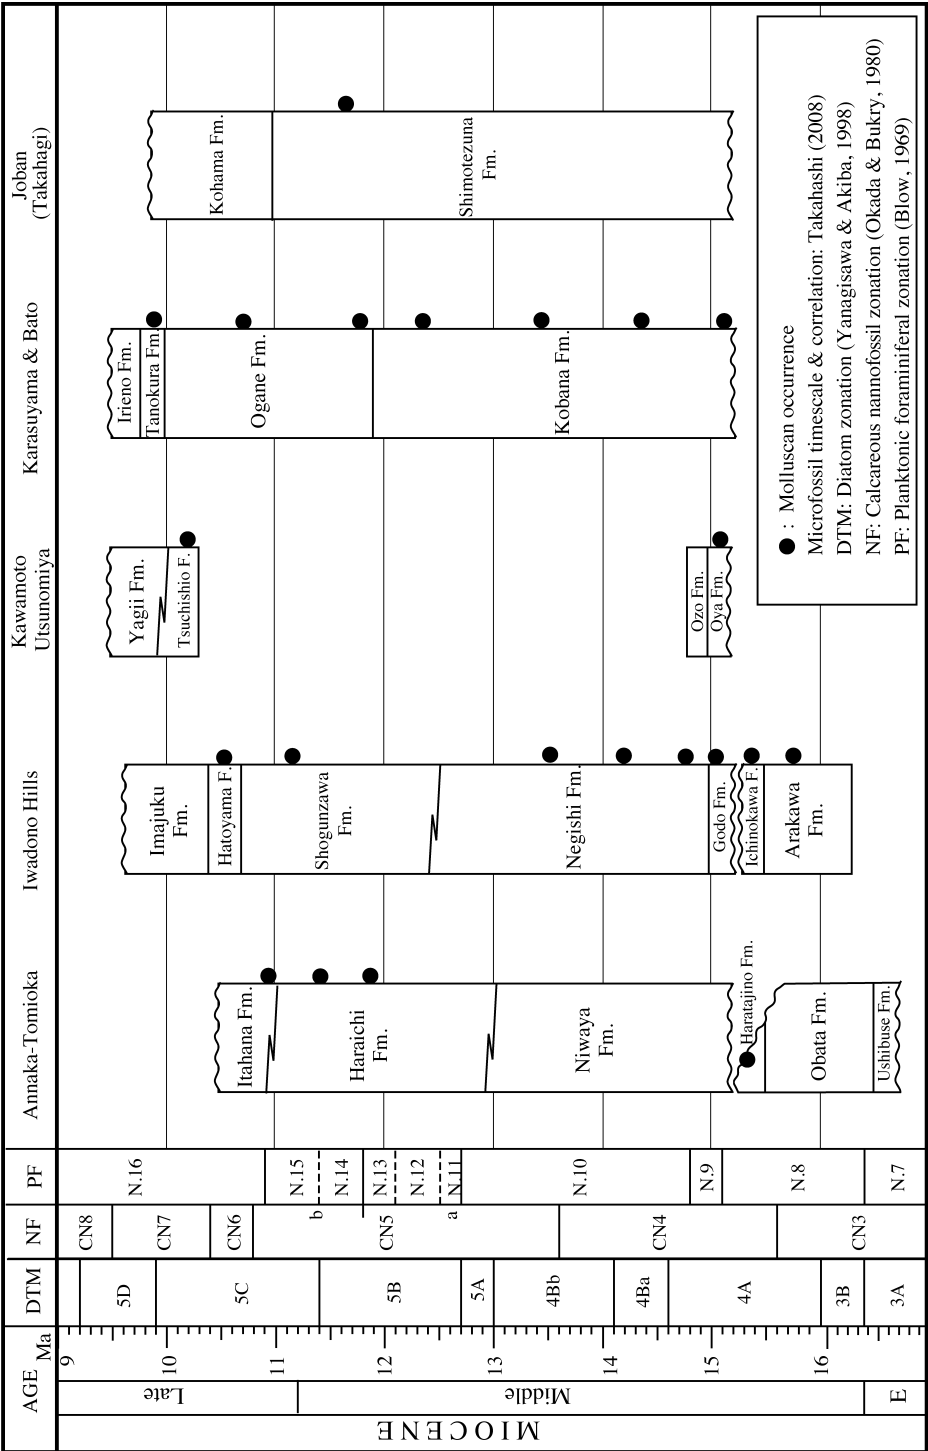 MIOCENE
AGE
Late
Middle
E
Ma
9
10
11
12
13
14
15
16
DTM
5D
5C
5B
5A
4Bb
4Ba
4A
3B
3A
NF
CN8
CN7
CN6
CN5
b
a
CN4
CN3
PF
N.16
N.15
N.14
N.13
N.12
N.11
N.10
N.9
N.8
N.7
Annaka-Tomioka
Itahana Fm.
Haraichi
Fm.
Niwaya
Fm.
Haratajino Fm.
Obata Fm.
Ushibuse Fm.
Iwadono Hills
Imajuku
Fm.
Hatoyama F.
Shogunzawa
Fm.
Negishi Fm.
Godo Fm.
Ichinokawa F.
Arakawa
Fm.
Kawamoto
Utsunomiya
Yagii Fm.
Tsuchishio F.
Ozo Fm.
Oya Fm.
Karasuyama & Bato
Irieno Fm.
Tanokura Fm.
Ogane Fm.
Kobana Fm.
Joban
(Takahagi)
Kohama Fm.
Shimotezuna
Fm.
● : Molluscan occurrence
Microfossil timescale & correlation: Takahashi (2008)
DTM: Diatom zonation (Yanagisawa & Akiba, 1998)
NF: Calcareous nannofossil zonation (Okada & Bukry, 1980)
PF: Planktonic foraminiferal zonation (Blow, 1969)